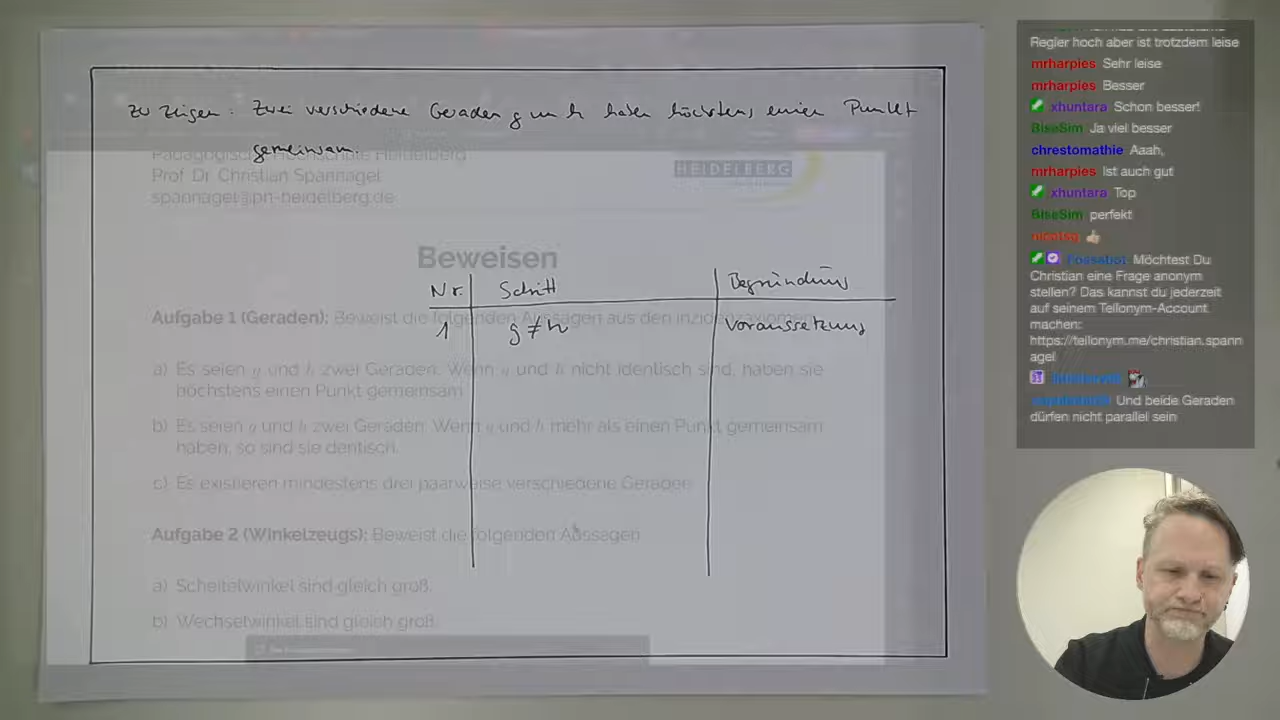 zu zeigen: Zwei verschiedene Geraden g und h haben höchstens einen Punkt
gemeinsam.
Pädagogische Hochschule Heidelberg
Prof. Dr. Christian Spannagel
spannagel@ph-heidelberg.de
HEIDELBERG
Beweisen
Nr. Schritt Begründung
Aufgabe 1 (Geraden): Beweist die folgenden Aussagen aus den Inzidenzaxiomen
1 g ≠ h Voraussetzung
a) Es seien g und h zwei Geraden. Wenn g und h nicht identisch sind, haben sie
höchstens einen Punkt gemeinsam
b) Es seien g und h zwei Geraden. Wenn g und h mehr als einen Punkt gemeinsam
haben, so sind sie identisch.
c) Es existieren mindestens drei paarweise verschiedene Geraden
Aufgabe 2 (Winkelzeugs): Beweist die folgenden Aussagen
a) Scheitelwinkel sind gleich groß.
b) Wechselwinkel sind gleich groß.
Regler hoch aber ist trotzdem leise
mrharpies Sehr leise
mrharpies Besser
xhuntara Schon besser!
BiseSim Ja viel besser
chrestomathie Aaah,
mrharpies Ist auch gut
xhuntara Top
BiseSim perfekt
Fossabot Möchtest Du
Christian eine Frage anonym
stellen? Das kannst du jederzeit
auf seinem Tellonym-Account
machen:
https://tellonym.me/christian.spann
agel
Und beide Geraden
dürfen nicht parallel sein